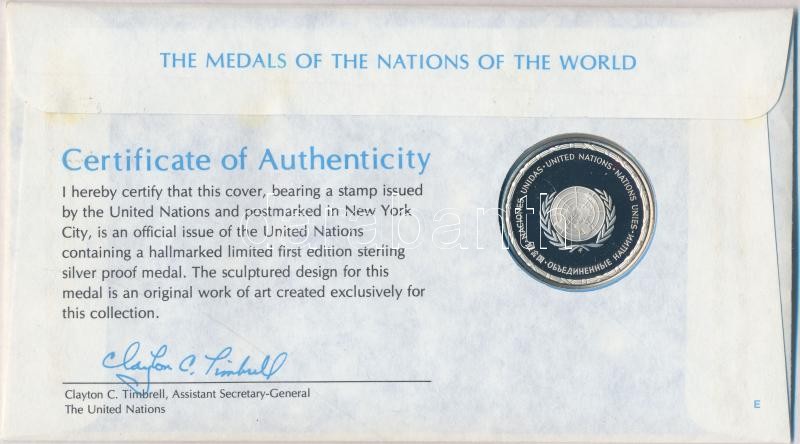 THE MEDALS OF THE NATIONS OF THE WORLD
Certificate of Authenticity
I hereby certify that this cover, bearing a stamp issued
by the United Nations and postmarked in New York
City, is an official issue of the United Nations
containing a hallmarked limited first edition sterling
silver proof medal. The sculptured design for this
medal is an original work of art created exclusively for
this collection.
NACIONES UNIDAS · UNITED NATIONS · NATIONS UNIES · ОБЪЕДИНЕННЫЕ НАЦИИ ·
darabanth
Clayton C. Timbrell
Clayton C. Timbrell, Assistant Secretary-General
The United Nations
E